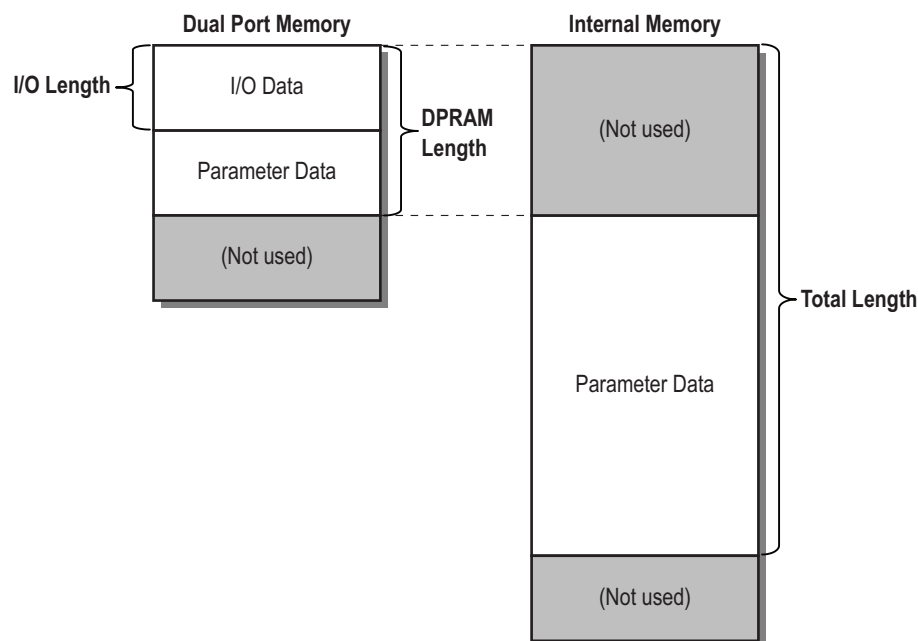 Dual Port Memory
Internal Memory
I/O Length
I/O Data
DPRAM
Length
Parameter Data
(Not used)
(Not used)
Total Length
Parameter Data
(Not used)